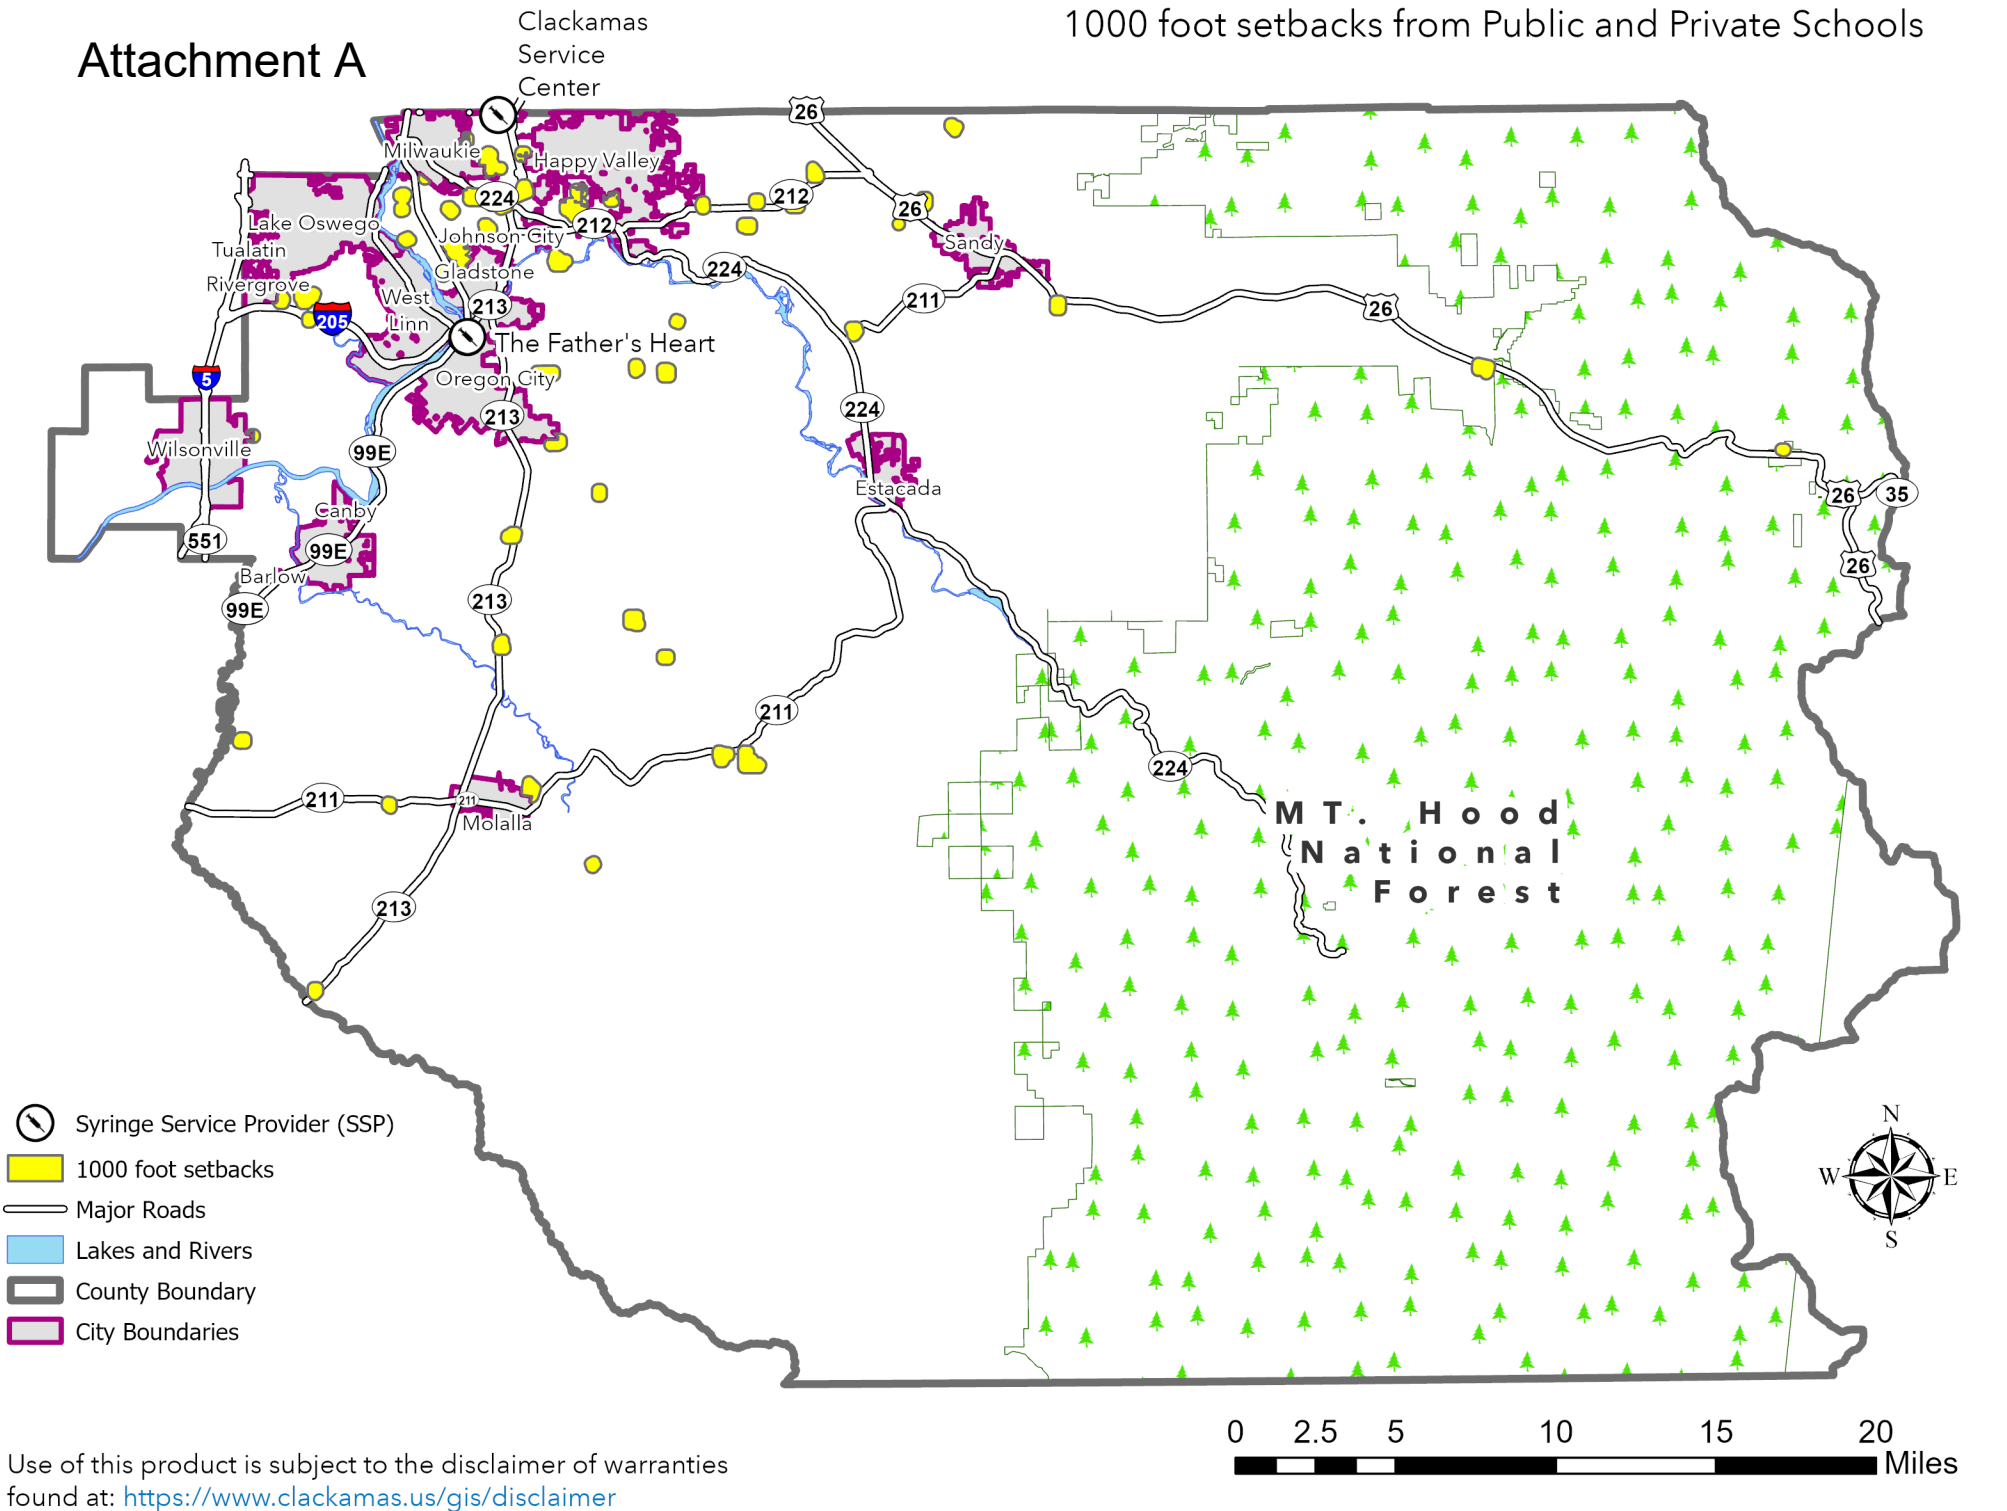 1000 foot setbacks from Public and Private Schools
Attachment A
Clackamas
Service
Center
26
Milwaukie
Happy Valley
224
212
212
26
Lake Oswego
Johnson City
Sandy
Tualatin
Gladstone
224
Rivergrove
West
Linn
213
211
26
205
The Father's Heart
5
Oregon City
213
224
Wilsonville
99E
Estacada
26
35
Canby
551
99E
26
Barlow
99E
213
211
224
211
211
Molalla
MT. Hood
National
Forest
213
Syringe Service Provider (SSP)
1000 foot setbacks
Major Roads
Lakes and Rivers
County Boundary
City Boundaries
N
W E
S
0 2.5 5 10 15 20
Miles
Use of this product is subject to the disclaimer of warranties
found at: https://www.clackamas.us/gis/disclaimer